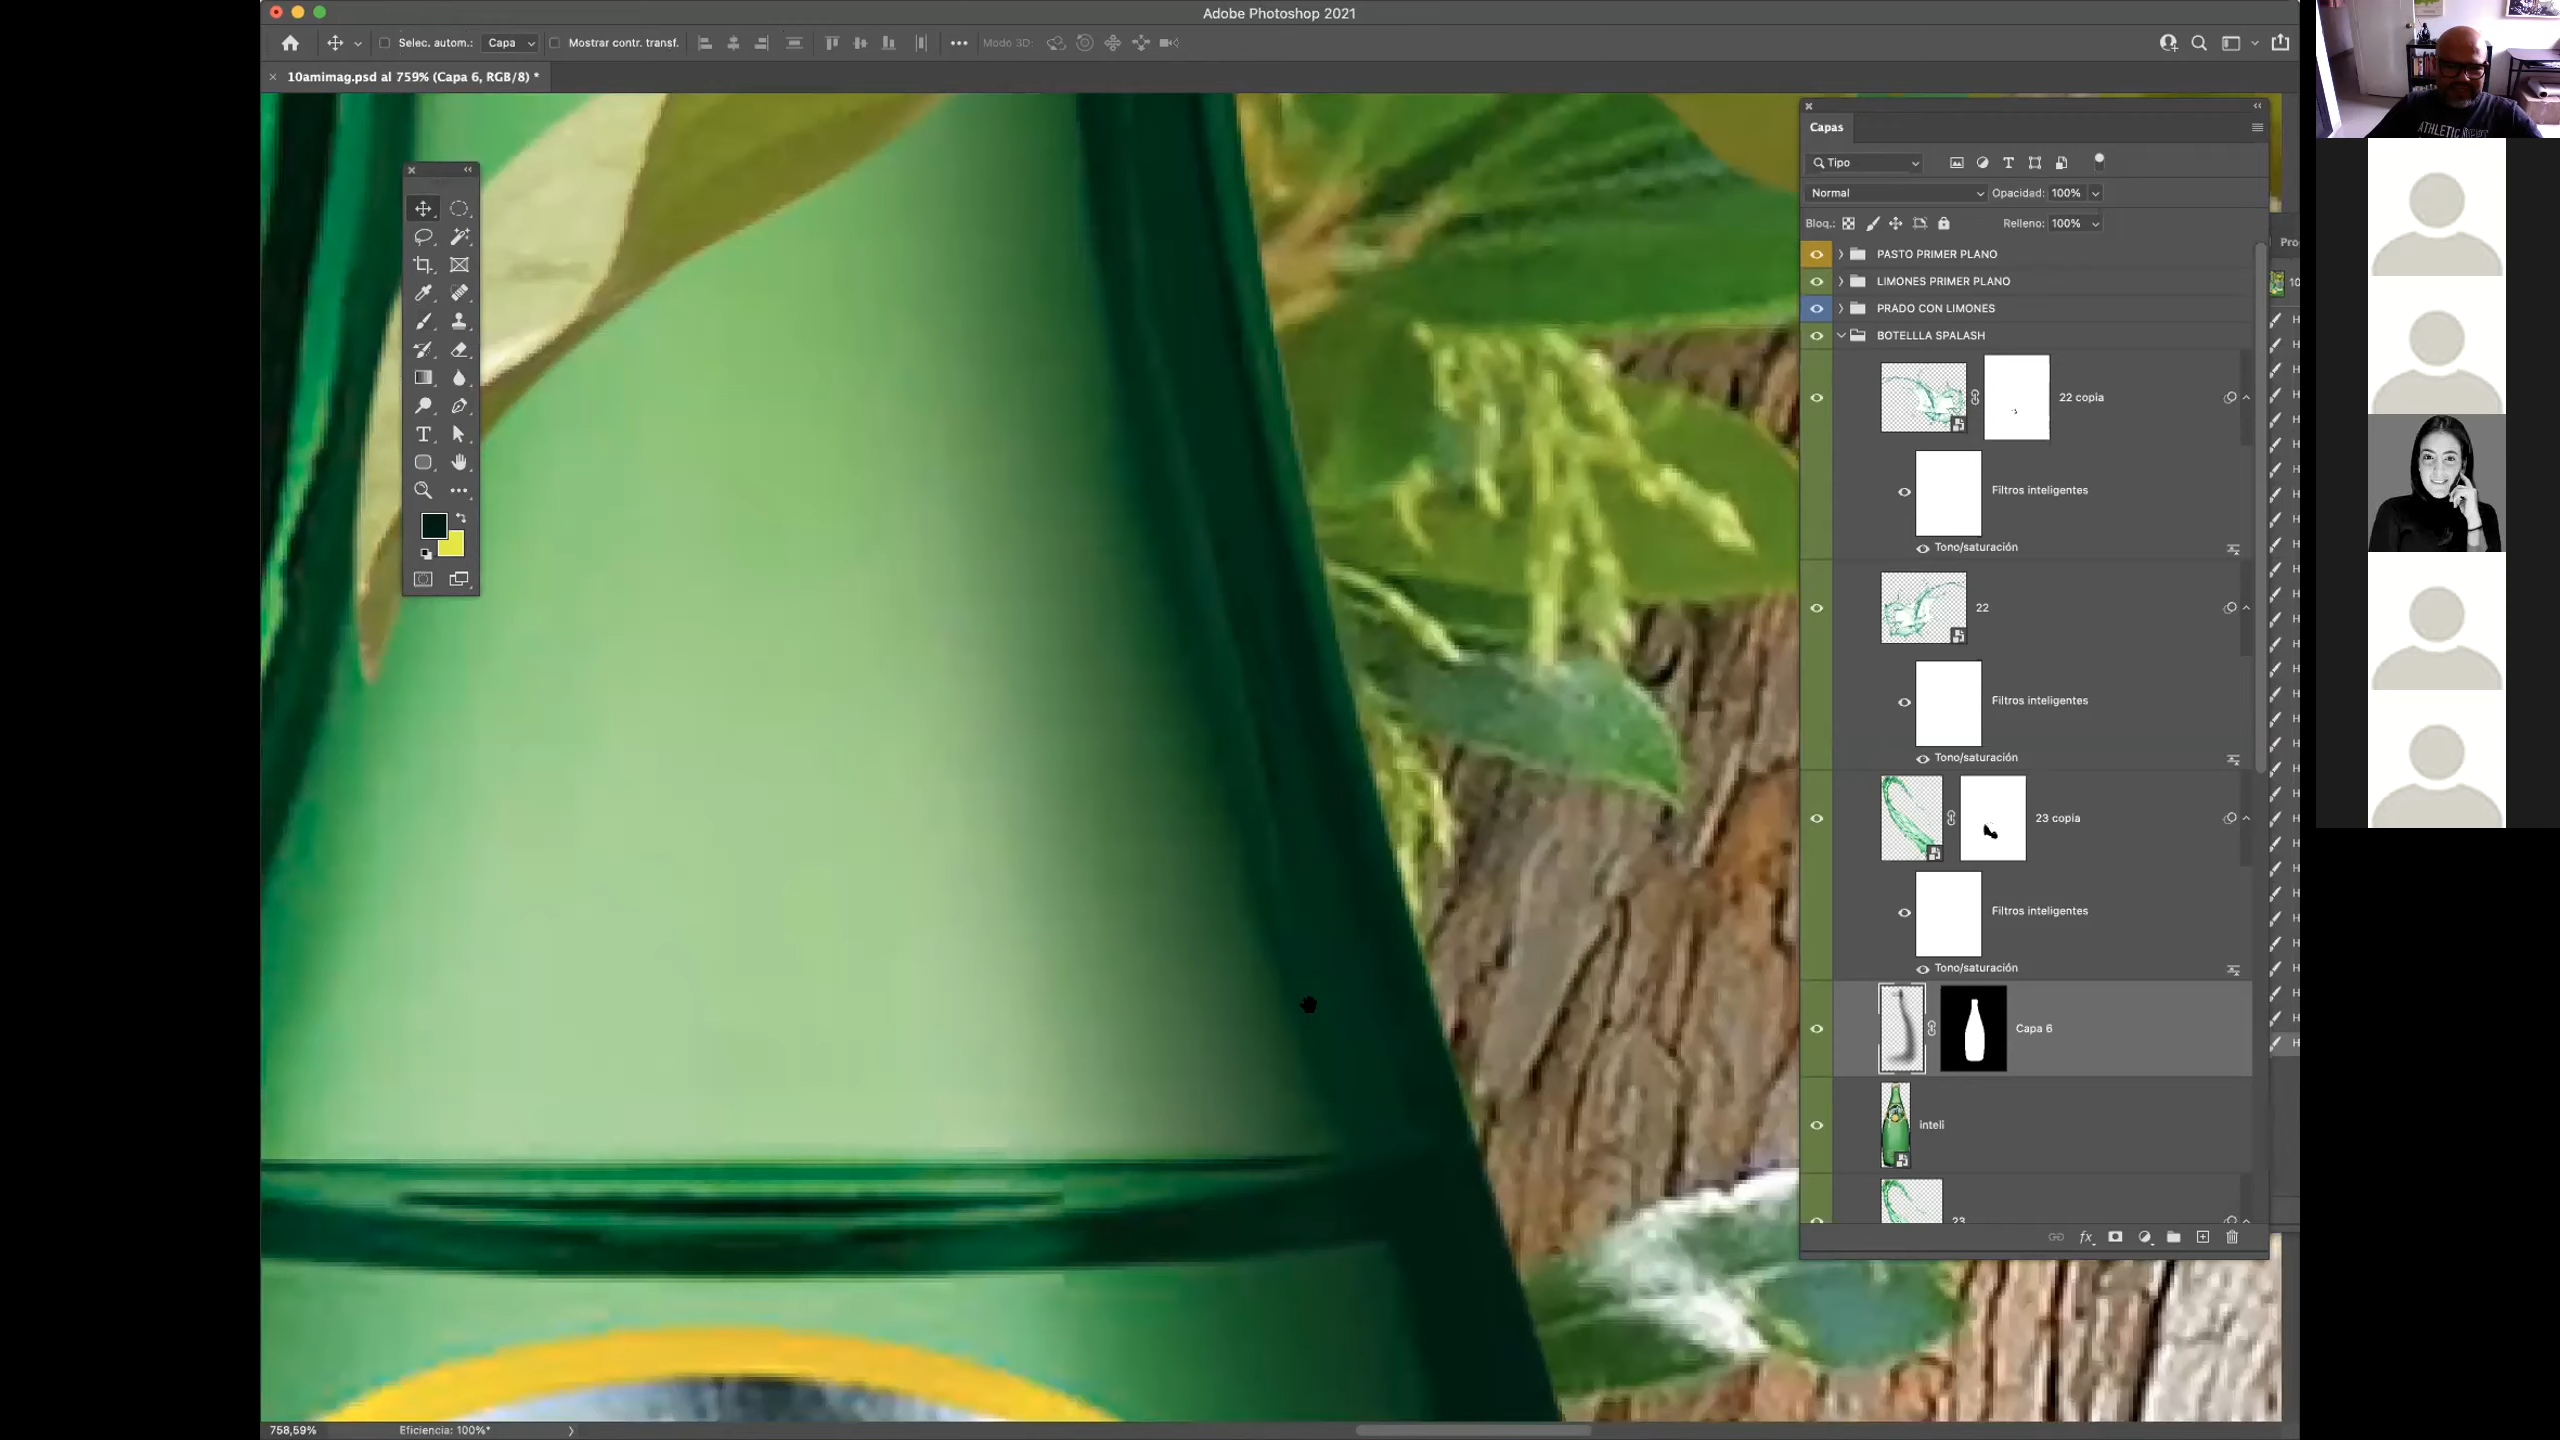 Adobe Photoshop 2021
Selec. autom.: Capa Mostrar contr. transf. Modo 3D:
10amimag.psd al 759% (Capa 6, RGB/8) *
Capas
Tipo
Normal Opacidad: 100%
Bloq.: Relleno: 100%
PASTO PRIMER PLANO
LIMONES PRIMER PLANO
PRADO CON LIMONES
BOTELLLA SPALASH
22 copia
Filtros inteligentes
Tono/saturación
22
Filtros inteligentes
Tono/saturación
23 copia
Filtros inteligentes
Tono/saturación
Capa 6
inteli
23
fx
758,59% Eficiencia: 100%*